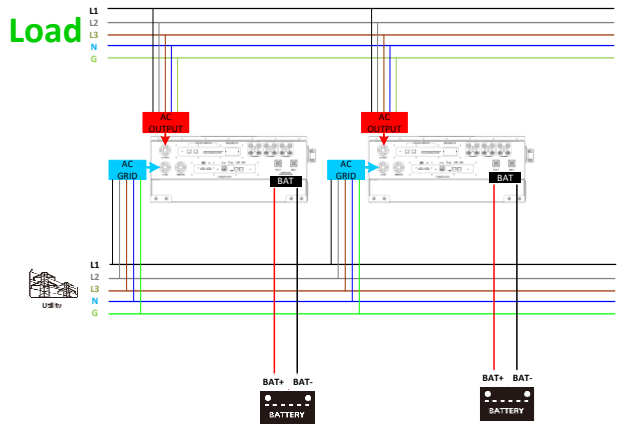 Load
L1
L2
L3
N
G
AC
OUTPUT
AC
OUTPUT
AC
GRID
BAT
AC
GRID
BAT
L1
L2
L3
N
G
Utility
BAT+ BAT-
BATTERY
BAT+ BAT-
BATTERY